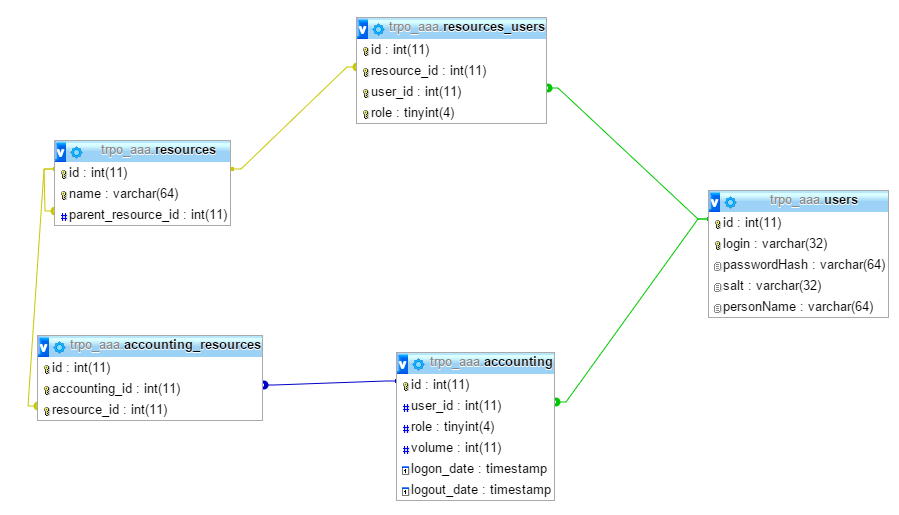 trpo_aaa.resources_users
id : int(11)
resource_id : int(11)
user_id : int(11)
role : tinyint(4)
trpo_aaa.resources
id : int(11)
name : varchar(64)
parent_resource_id : int(11)
trpo_aaa.users
id : int(11)
login : varchar(32)
passwordHash : varchar(64)
salt : varchar(32)
personName : varchar(64)
trpo_aaa.accounting_resources
id : int(11)
accounting_id : int(11)
resource_id : int(11)
trpo_aaa.accounting
id : int(11)
user_id : int(11)
role : tinyint(4)
volume : int(11)
logon_date : timestamp
logout_date : timestamp